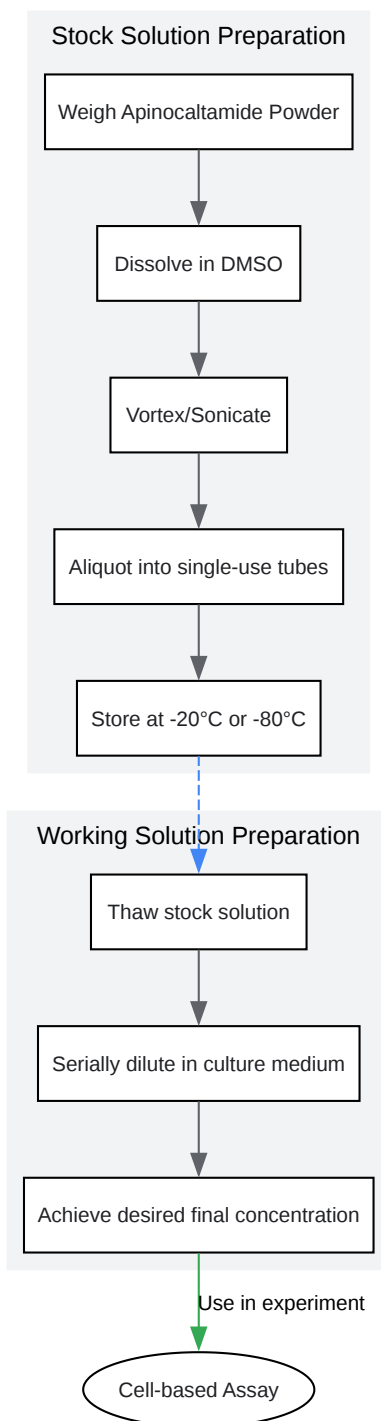 Stock Solution Preparation
Weigh Apinocaltamide Powder
Dissolve in DMSO
Vortex/Sonicate
Aliquot into single-use tubes
Store at -20°C or -80°C
Working Solution Preparation
Thaw stock solution
Serially dilute in culture medium
Achieve desired final concentration
Use in experiment
Cell-based Assay